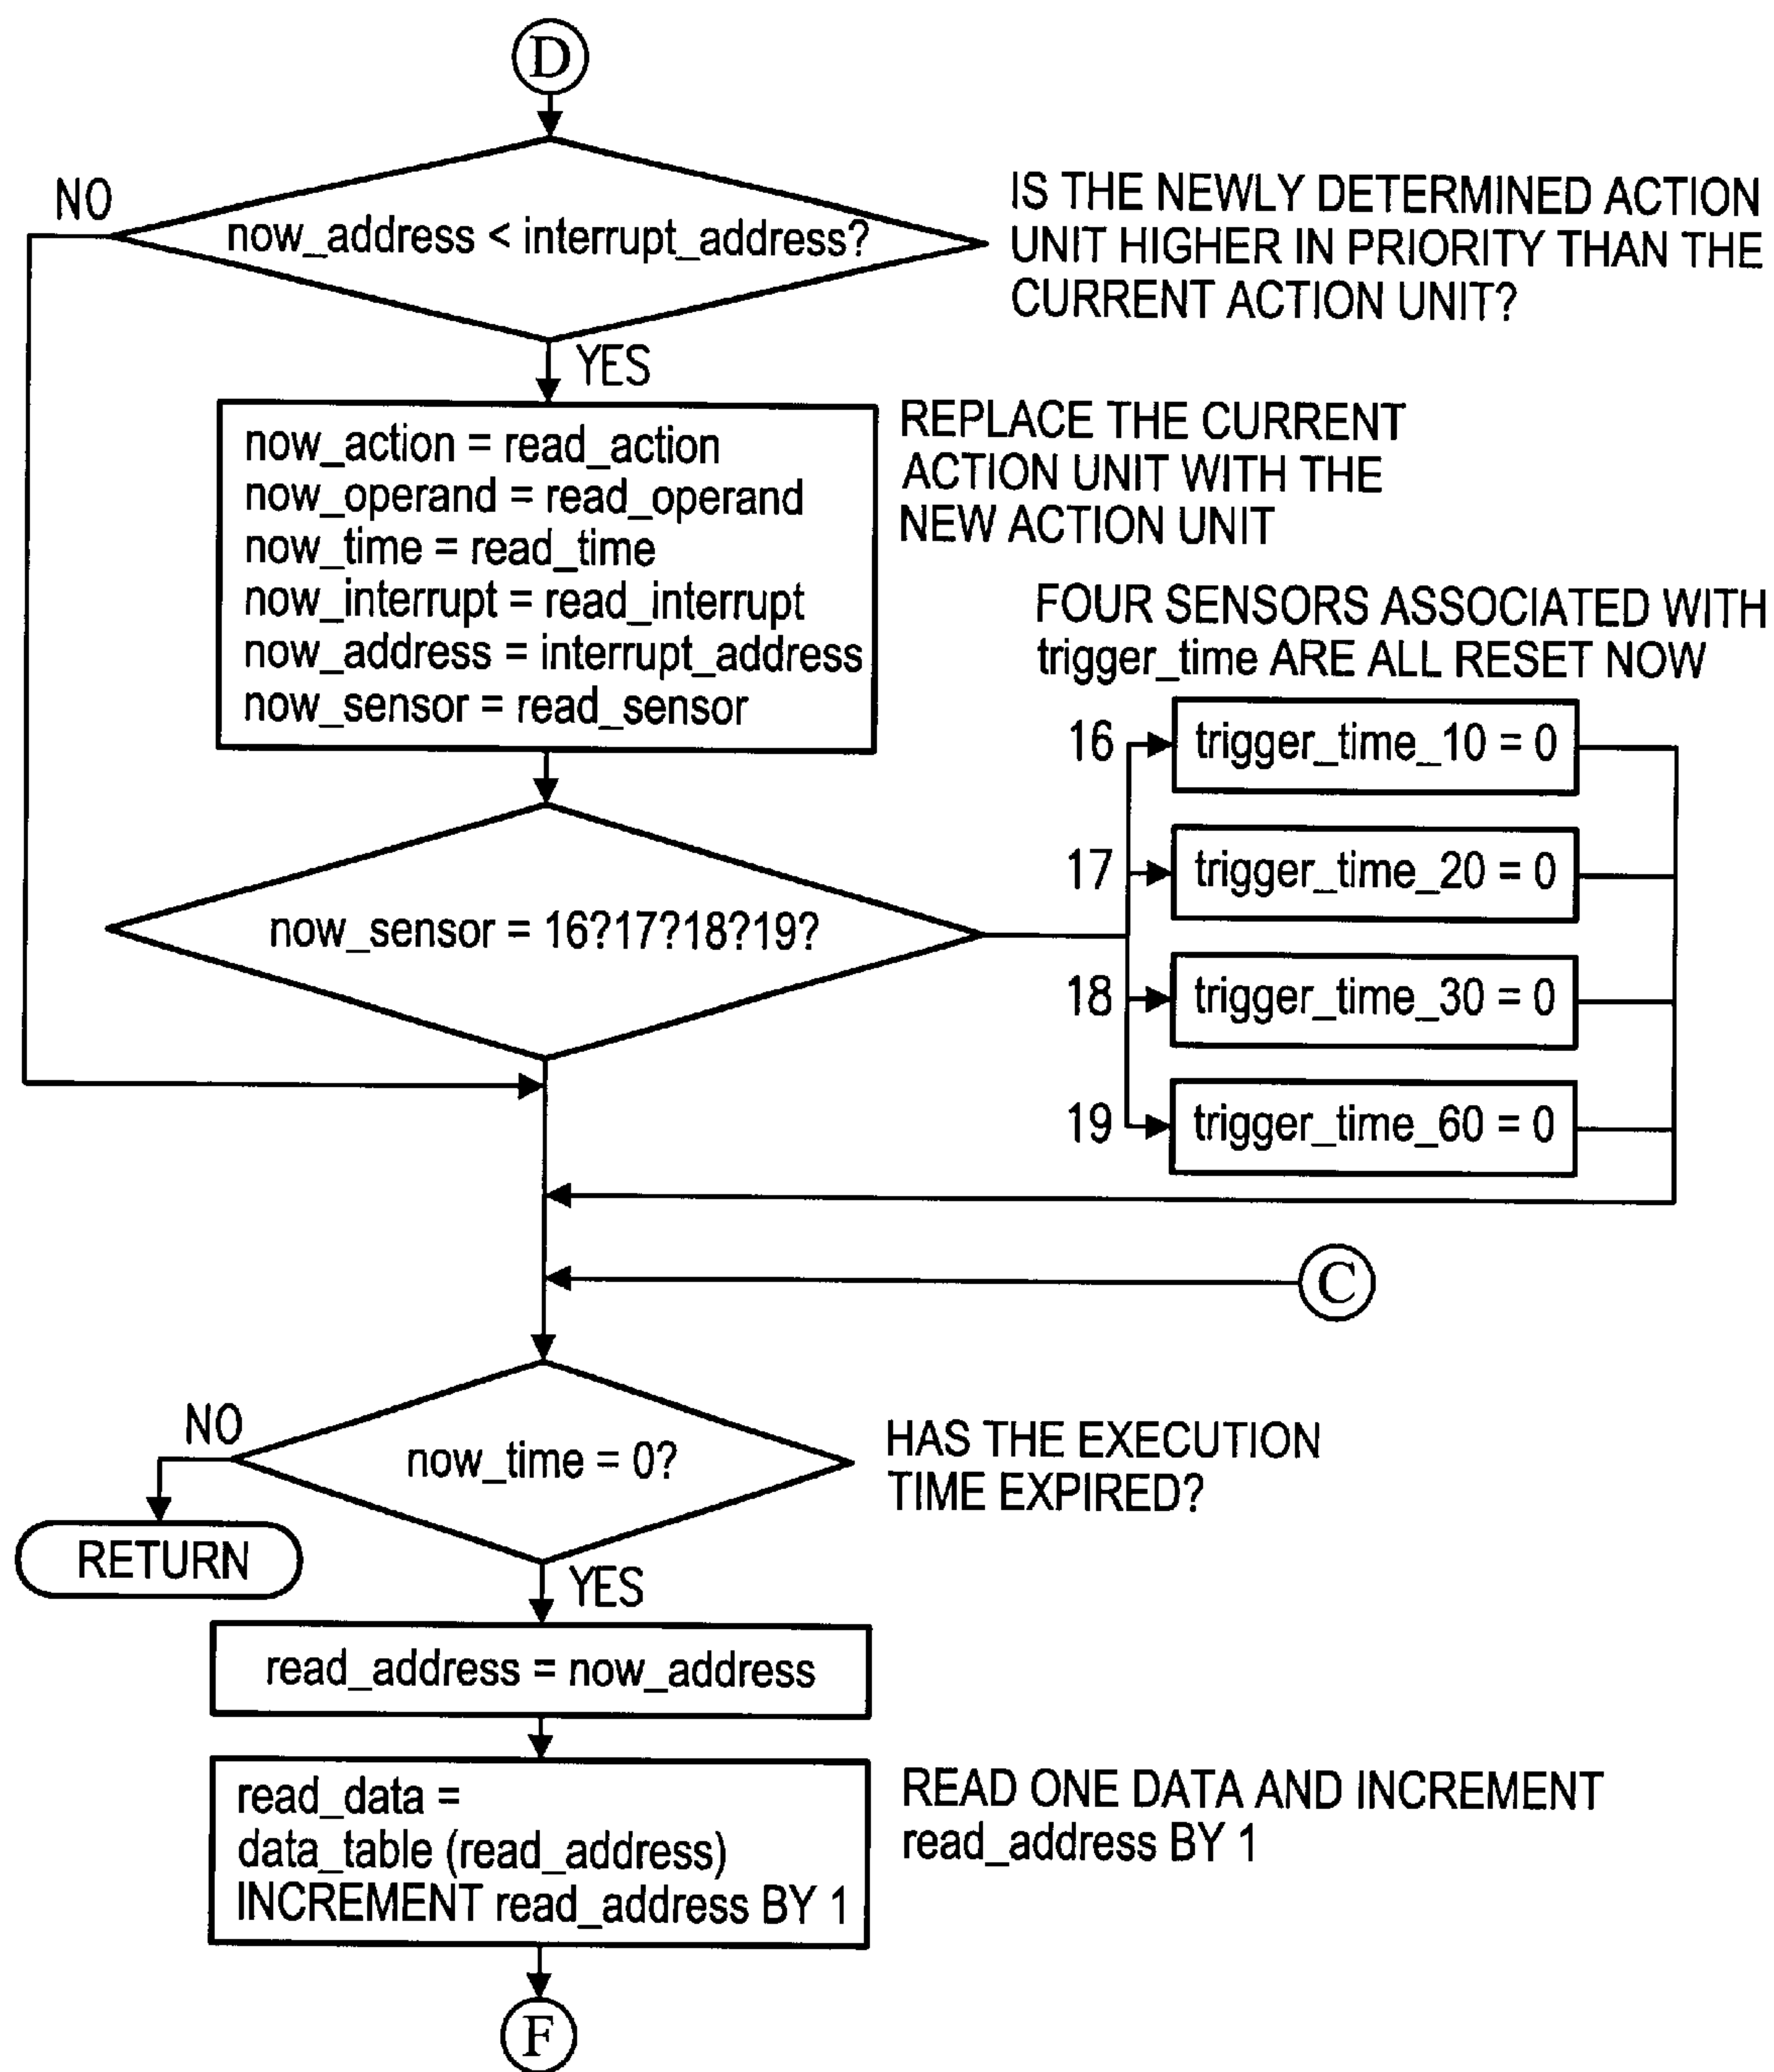 D
NO
now_address < interrupt_address?
IS THE NEWLY DETERMINED ACTION
UNIT HIGHER IN PRIORITY THAN THE
CURRENT ACTION UNIT?
YES
now_action = read_action
now_operand = read_operand
now_time = read_time
now_interrupt = read_interrupt
now_address = interrupt_address
now_sensor = read_sensor
REPLACE THE CURRENT
ACTION UNIT WITH THE
NEW ACTION UNIT
FOUR SENSORS ASSOCIATED WITH
trigger_time ARE ALL RESET NOW
now_sensor = 16?17?18?19?
16
trigger_time_10 = 0
17
trigger_time_20 = 0
18
trigger_time_30 = 0
19
trigger_time_60 = 0
C
NO
now_time = 0?
HAS THE EXECUTION
TIME EXPIRED?
RETURN
YES
read_address = now_address
read_data =
data_table (read_address)
INCREMENT read_address BY 1
READ ONE DATA AND INCREMENT
read_address BY 1
F